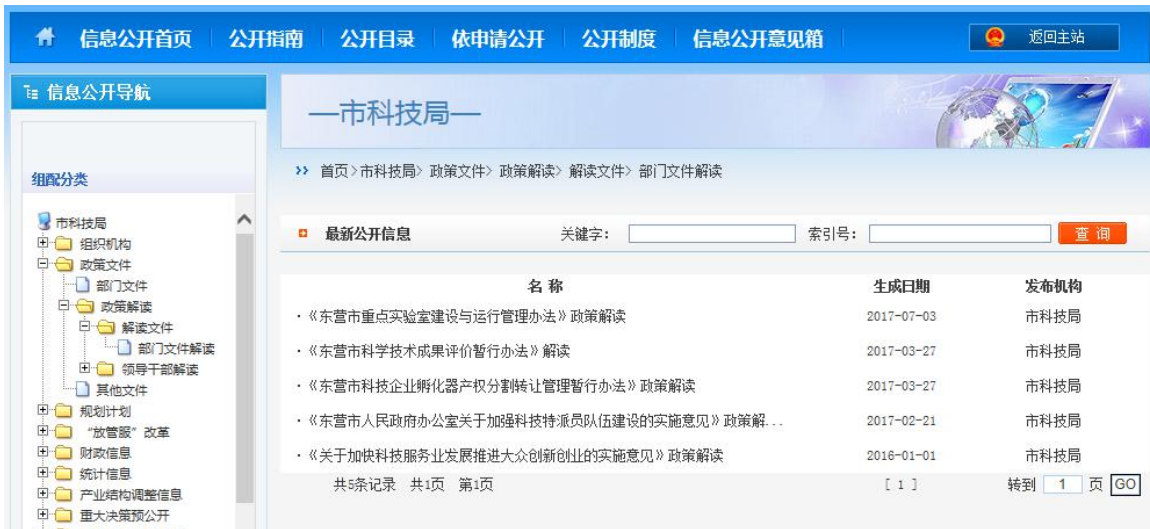 信息公开首页 公开指南 公开目录 依申请公开 公开制度 信息公开意见箱 返回主站
信息公开导航
—市科技局—
首页>市科技局> 政策文件> 政策解读> 解读文件> 部门文件解读
组配分类
市科技局
组织机构
政策文件
部门文件
政策解读
解读文件
部门文件解读
领导干部解读
其他文件
规划计划
“放管服”改革
财政信息
统计信息
产业结构调整信息
重大决策预公开
最新公开信息 关键字: 索引号: 查 询
名 称 生成日期 发布机构
·《东营市重点实验室建设与运行管理办法》政策解读 2017-07-03 市科技局
·《东营市科学技术成果评价暂行办法》解读 2017-03-27 市科技局
·《东营市科技企业孵化器产权分割转让管理暂行办法》政策解读 2017-03-27 市科技局
·《东营市人民政府办公室关于加强科技特派员队伍建设的实施意见》政策解... 2017-02-21 市科技局
·《关于加快科技服务业发展推进大众创新创业的实施意见》政策解读 2016-01-01 市科技局
共5条记录 共1页 第1页 [ 1 ] 转到 1 页 GO